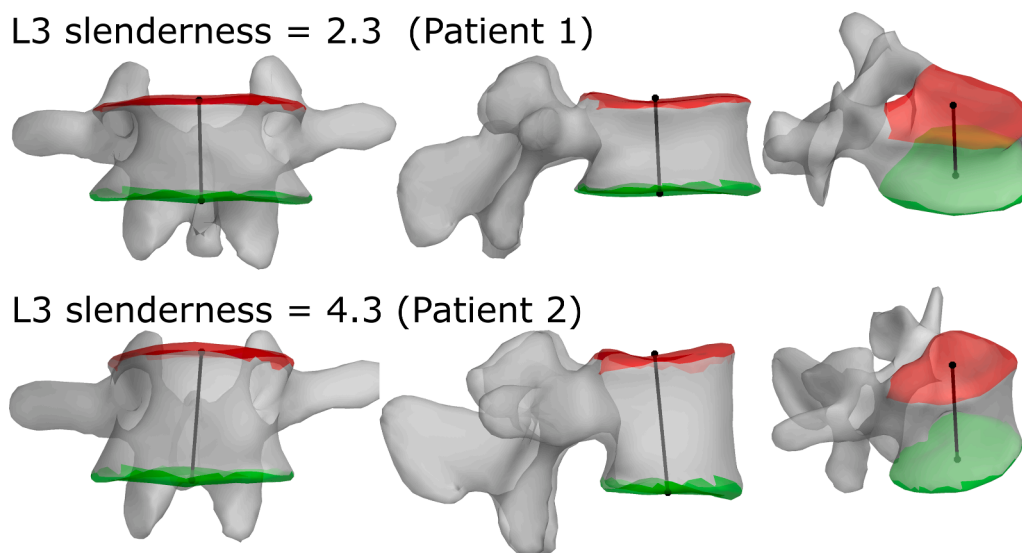 L3 slenderness = 2.3 (Patient 1)
L3 slenderness = 4.3 (Patient 2)